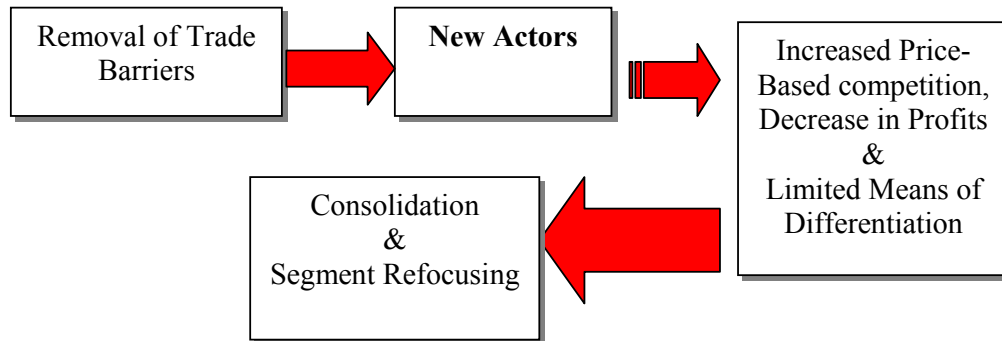 Removal of Trade
Barriers
New Actors
Increased Price-
Based competition,
Decrease in Profits
&
Limited Means of
Differentiation
Consolidation
&
Segment Refocusing